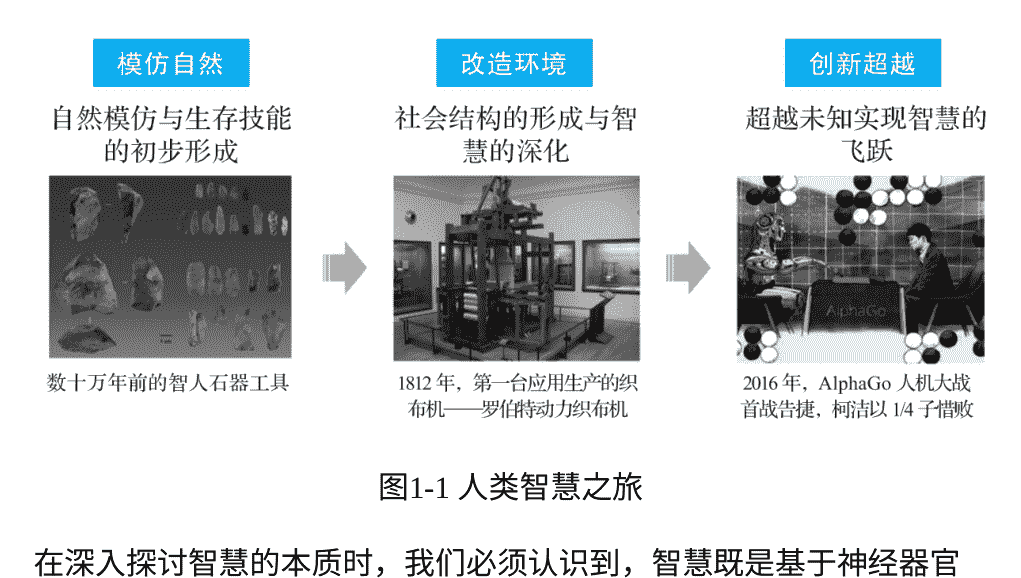 模仿自然
改造环境
创新超越
自然模仿与生存技能
的初步形成
社会结构的形成与智
慧的深化
超越未知实现智慧的
飞跃
AlphaGo
数十万年前的智人石器工具
1812 年，第一台应用生产的织
布机——罗伯特动力织布机
2016 年，AlphaGo 人机大战
首战告捷，柯洁以 1/4 子惜败
图1-1 人类智慧之旅
在深入探讨智慧的本质时，我们必须认识到，智慧既是基于神经器官